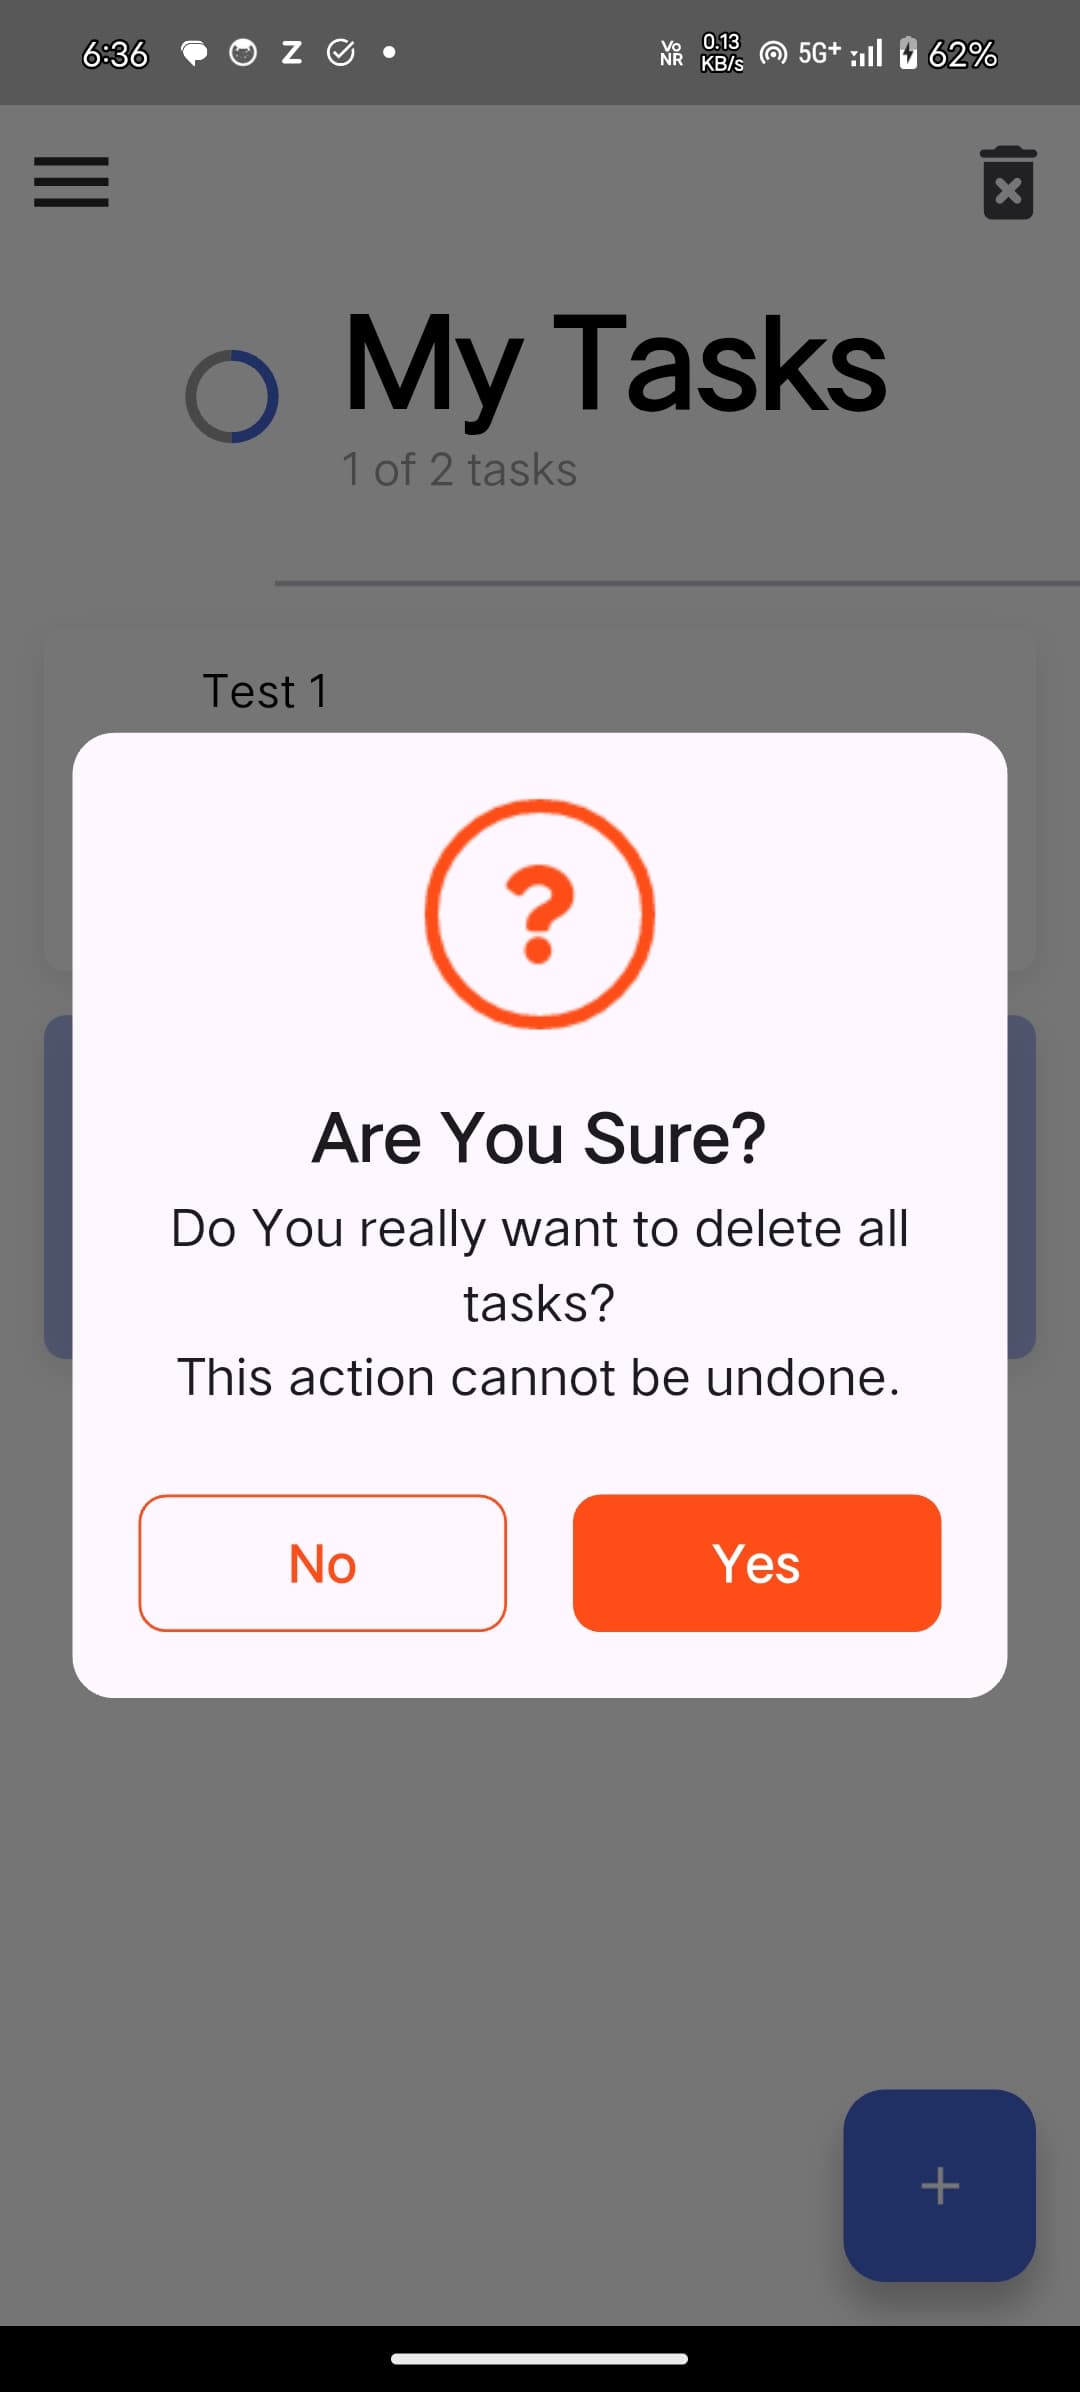 6:36 Z Vo NR 0.13 KB/s 5G+ 62%
My Tasks
1 of 2 tasks
Test 1
?
Are You Sure?
Do You really want to delete all
tasks?
This action cannot be undone.
No Yes
+